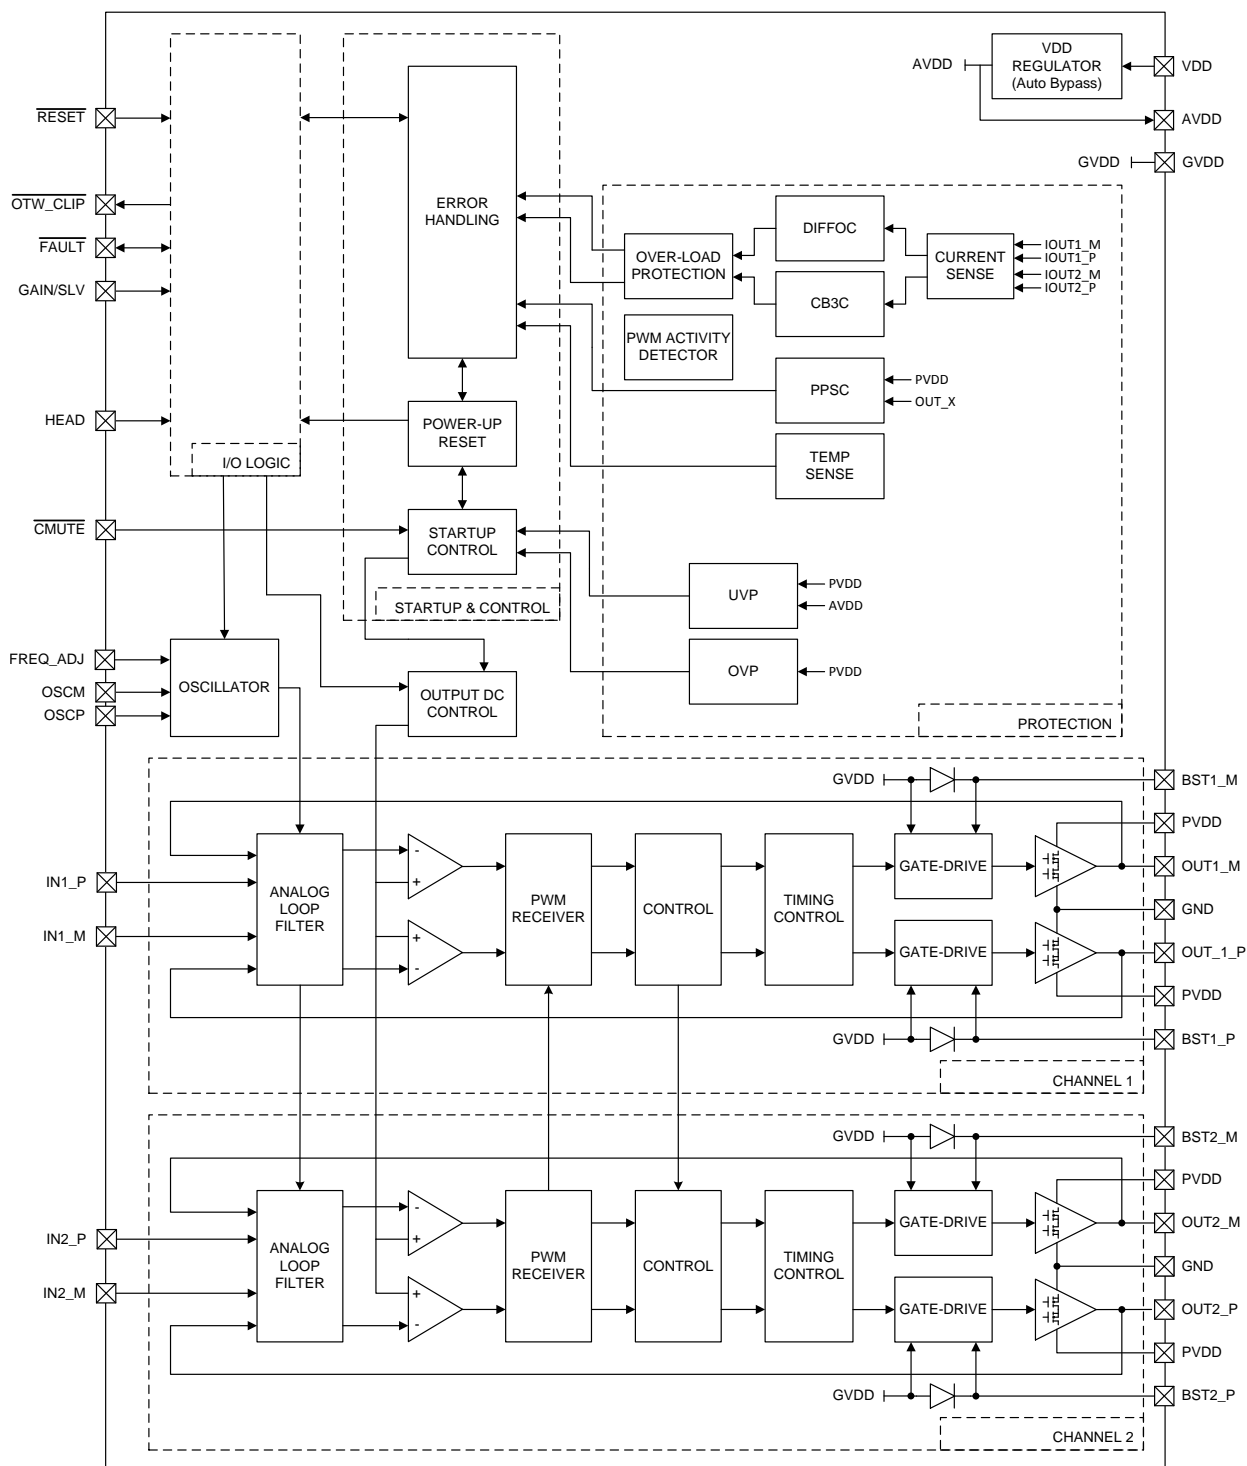 VDD
REGULATOR
(Auto Bypass)
AVDD
VDD
AVDD
GVDD
GVDD
RESET
OTW_CLIP
FAULT
GAIN/SLV
HEAD
CMUTE
FREQ_ADJ
OSCM
OSCP
I/O LOGIC
ERROR
HANDLING
POWER-UP
RESET
STARTUP
CONTROL
STARTUP & CONTROL
OVER-LOAD
PROTECTION
DIFFOC
CB3C
CURRENT
SENSE
IOUT1_M
IOUT1_P
IOUT2_M
IOUT2_P
PWM ACTIVITY
DETECTOR
PPSC
PVDD
OUT_X
TEMP
SENSE
UVP
PVDD
AVDD
OVP
PVDD
PROTECTION
OSCILLATOR
OUTPUT DC
CONTROL
GVDD
BST1_M
PVDD
IN1_P
IN1_M
ANALOG
LOOP
FILTER
-
+
+
-
PWM
RECEIVER
CONTROL
TIMING
CONTROL
GATE-DRIVE
GATE-DRIVE
OUT1_M
GND
OUT_1_P
PVDD
GVDD
BST1_P
CHANNEL 1
GVDD
BST2_M
PVDD
IN2_P
IN2_M
ANALOG
LOOP
FILTER
-
+
+
-
PWM
RECEIVER
CONTROL
TIMING
CONTROL
GATE-DRIVE
GATE-DRIVE
OUT2_M
GND
OUT2_P
PVDD
GVDD
BST2_P
CHANNEL 2